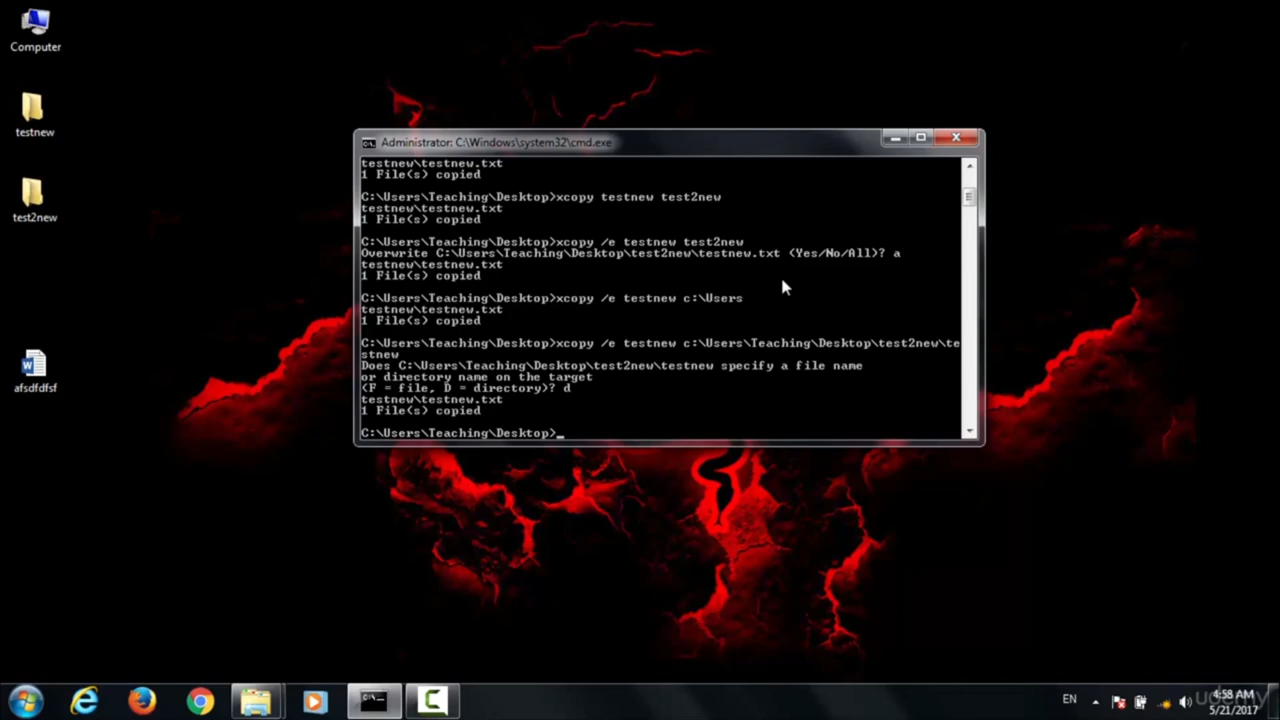 Computer
testnew
test2new
afsdfdfsf
Administrator: C:\Windows\system32\cmd.exe
testnew\testnew.txt
1 File(s) copied
C:\Users\Teaching\Desktop>xcopy testnew test2new
testnew\testnew.txt
1 File(s) copied
C:\Users\Teaching\Desktop>xcopy /e testnew test2new
Overwrite C:\Users\Teaching\Desktop\test2new\testnew.txt (Yes/No/All)? a
testnew\testnew.txt
1 File(s) copied
C:\Users\Teaching\Desktop>xcopy /e testnew c:\Users
testnew\testnew.txt
1 File(s) copied
C:\Users\Teaching\Desktop>xcopy /e testnew c:\Users\Teaching\Desktop\test2new\te
stnew
Does C:\Users\Teaching\Desktop\test2new\testnew specify a file name
or directory name on the target
(F = file, D = directory)? d
testnew\testnew.txt
1 File(s) copied
C:\Users\Teaching\Desktop>_
EN
4:58 AM
5/21/2017
udemy